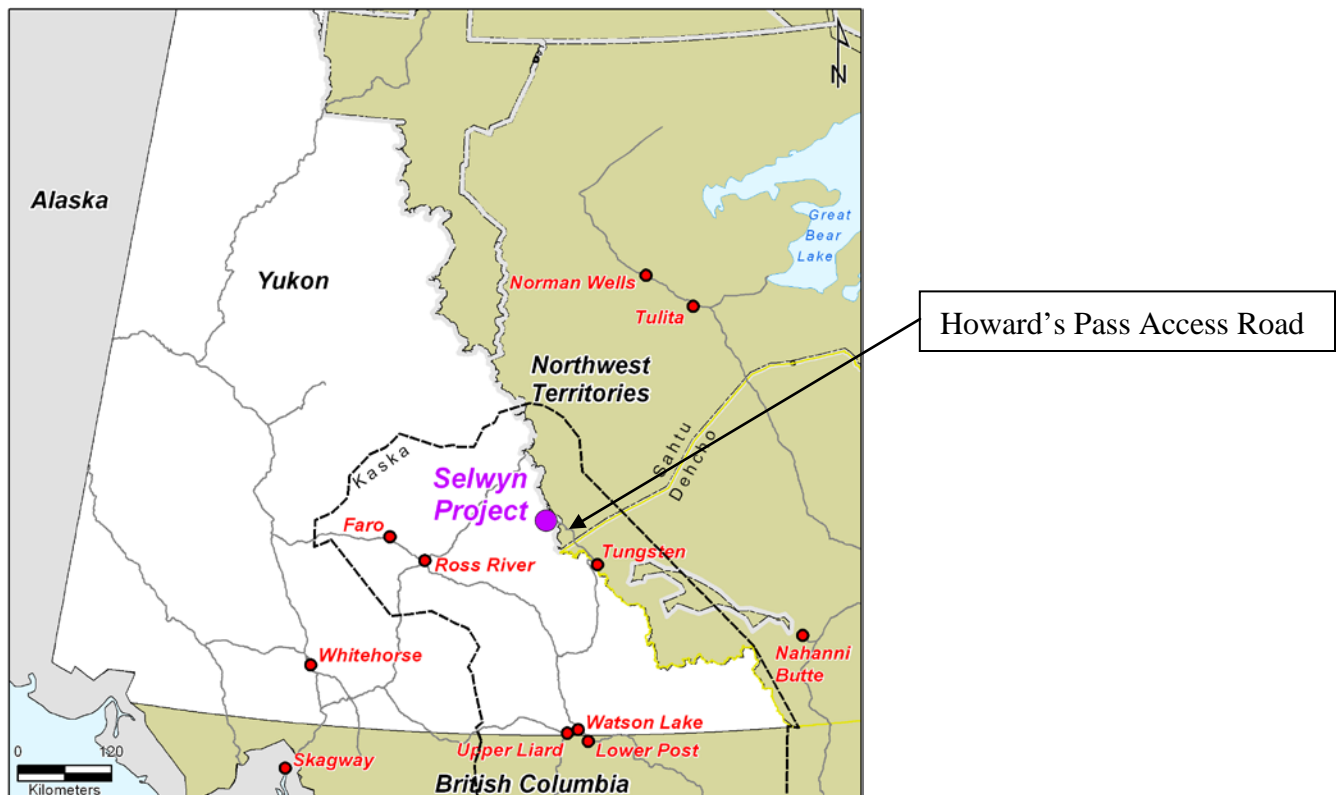 N
Alaska
Great
Bear
Lake
Yukon
Norman Wells
Tulita
Howard's Pass Access Road
Northwest
Territories
Sahtu
Dehcho
Kaska
Selwyn
Project
Faro
Ross River
Tungsten
Whitehorse
Nahanni
Butte
Watson Lake
Upper Liard
Lower Post
Skagway
British Columbia
0 120
Kilometers